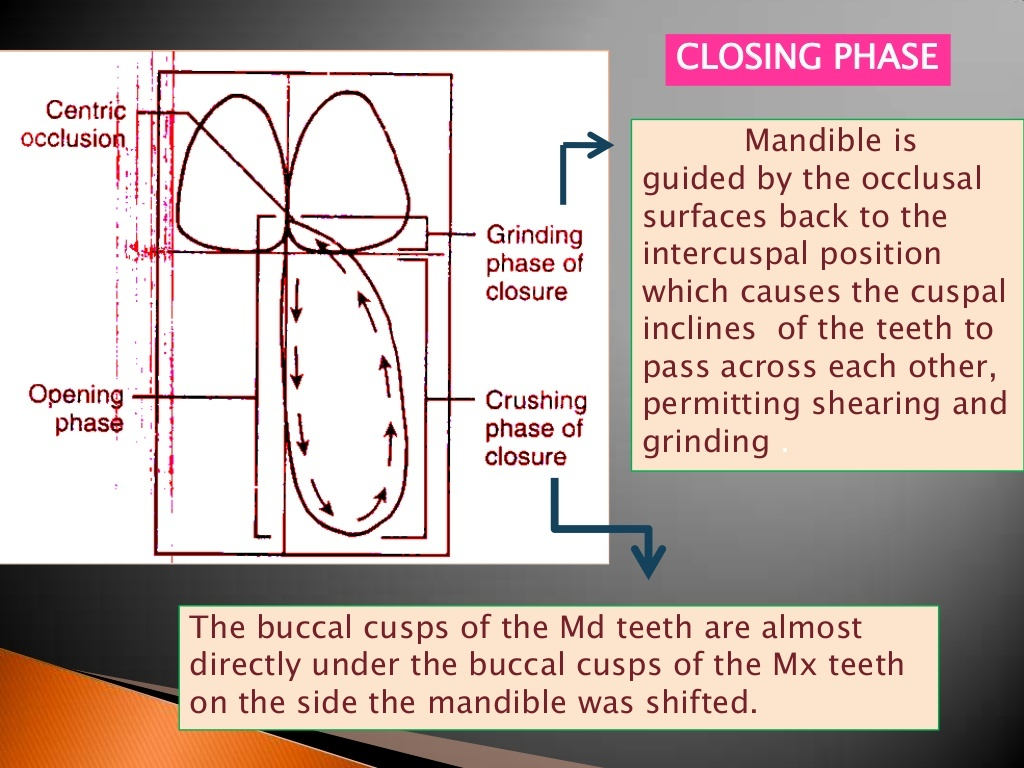 CLOSING PHASE
Centric
occlusion
Opening
phase
Grinding
phase of
closure
Crushing
phase of
closure
Mandible is
guided by the occlusal
surfaces back to the
intercuspal position
which causes the cuspal
inclines of the teeth to
pass across each other,
permitting shearing and
grinding .
The buccal cusps of the Md teeth are almost
directly under the buccal cusps of the Mx teeth
on the side the mandible was shifted.